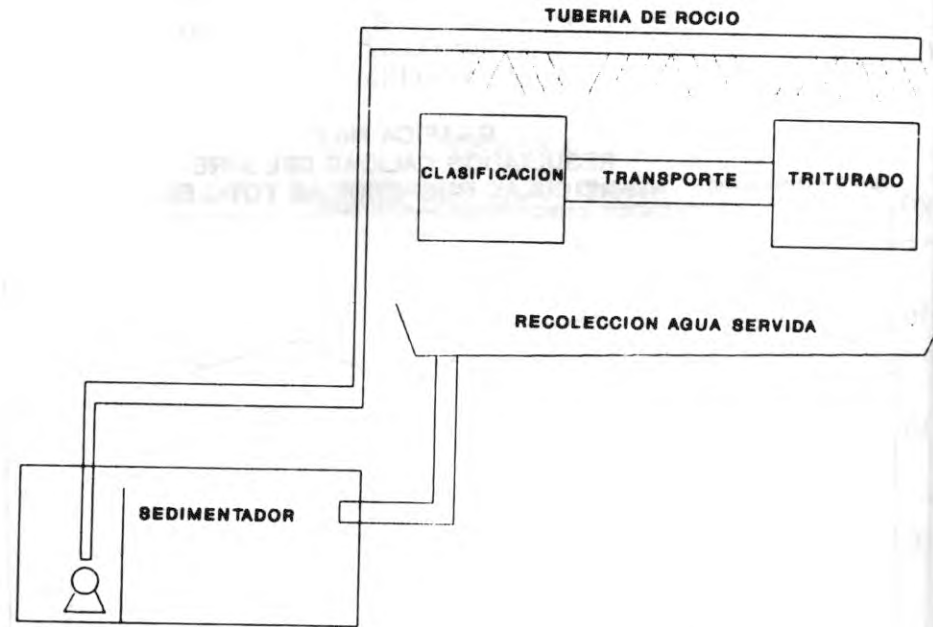 TUBERIA DE ROCIO
CLASIFICACION
TRANSPORTE
TRITURADO
RECOLECCION AGUA SERVIDA
SEDIMENTADOR